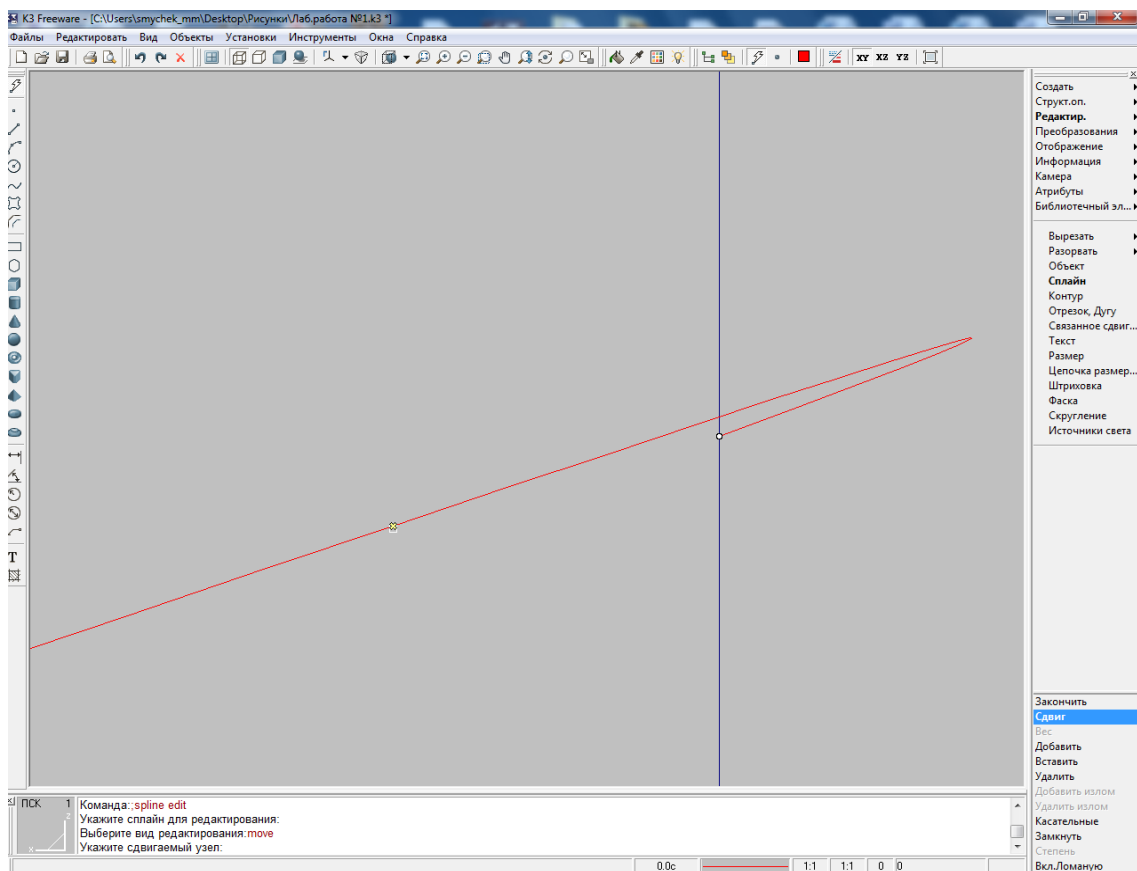 K3 Freeware - [C:\Users\smychek_mm\Desktop\Рисунки\Лаб.работа №1.k3 *]
Файлы Редактировать Вид Объекты Установки Инструменты Окна Справка
XY XZ YZ
Создать
Структ.оп.
Редактир.
Преобразования
Отображение
Информация
Камера
Атрибуты
Библиотечный эл...
Вырезать
Разорвать
Объект
Сплайн
Контур
Отрезок, Дугу
Связанное сдвиг...
Текст
Размер
Цепочка размер...
Штриховка
Фаска
Скругление
Источники света
T
Закончить
Сдвиг
Вес
Добавить
Вставить
Удалить
Добавить излом
Удалить излом
Касательные
Замкнуть
Степень
Вкл.Ломаную
ПСК 1
z
x
Команда:;spline edit
Укажите сплайн для редактирования:
Выберите вид редактирования:move
Укажите сдвигаемый узел:
0.0c 1:1 1:1 0 0